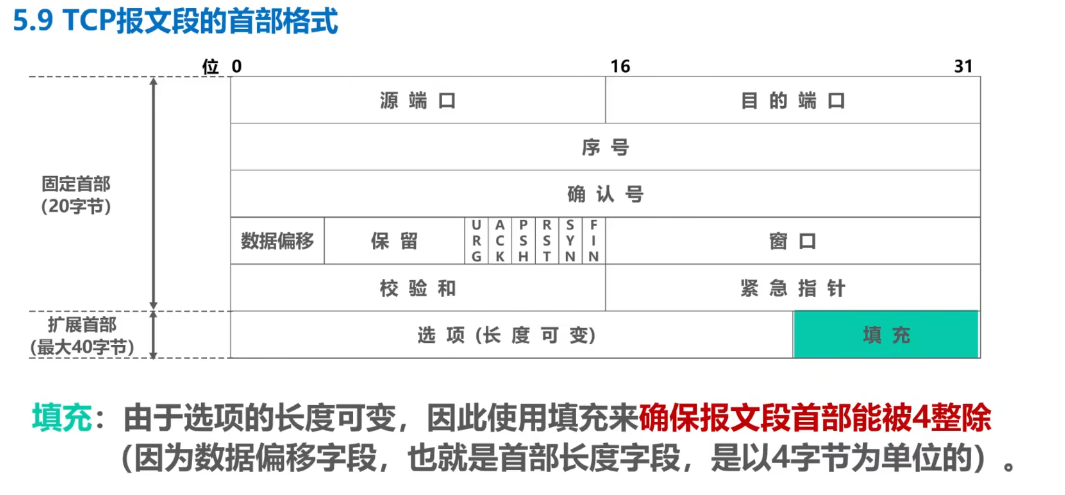 5.9 TCP报文段的首部格式
位 0 16 31
源 端 口 目 的 端 口
序 号
固定首部
(20字节)
确 认 号
数据偏移 保 留 URG ACK PSH RST SYN FIN 窗 口
校 验 和 紧 急 指 针
扩展首部
(最大40字节)
选 项 (长 度 可 变) 填 充
填充：由于选项的长度可变，因此使用填充来确保报文段首部能被4整除
（因为数据偏移字段，也就是首部长度字段，是以4字节为单位的）。